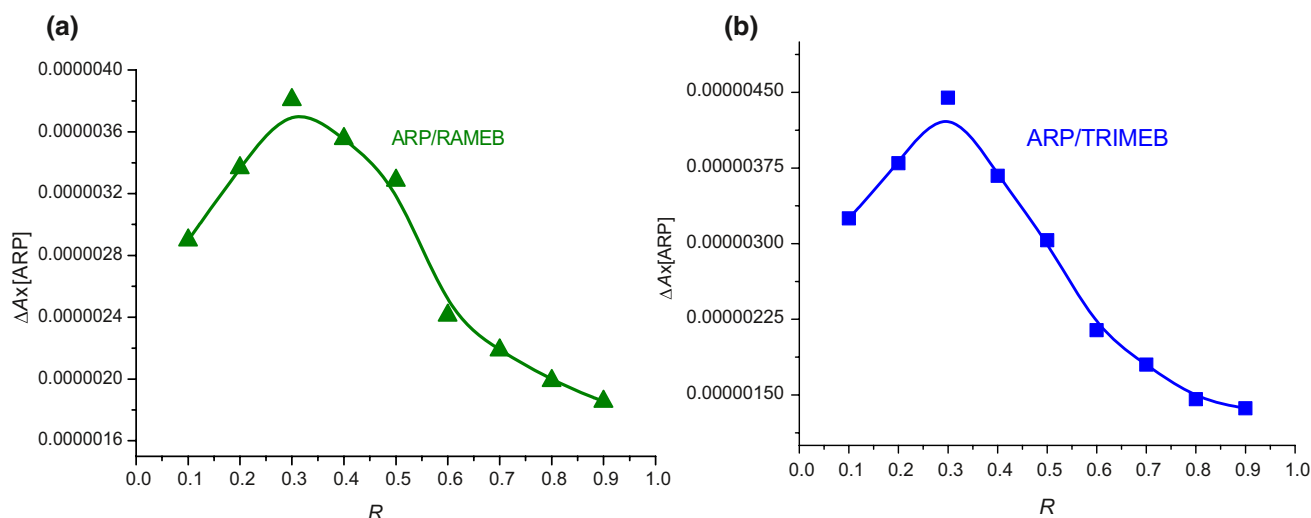 (a)
0.0000040
0.0000036
0.0000032
0.0000028
0.0000024
0.0000020
0.0000016
ΔAx[ARP]
ARP/RAMEB
0.0 0.1 0.2 0.3 0.4 0.5 0.6 0.7 0.8 0.9 1.0
R
(b)
0.00000450
0.00000375
0.00000300
0.00000225
0.00000150
ΔAx[ARP]
ARP/TRIMEB
0.0 0.1 0.2 0.3 0.4 0.5 0.6 0.7 0.8 0.9 1.0
R